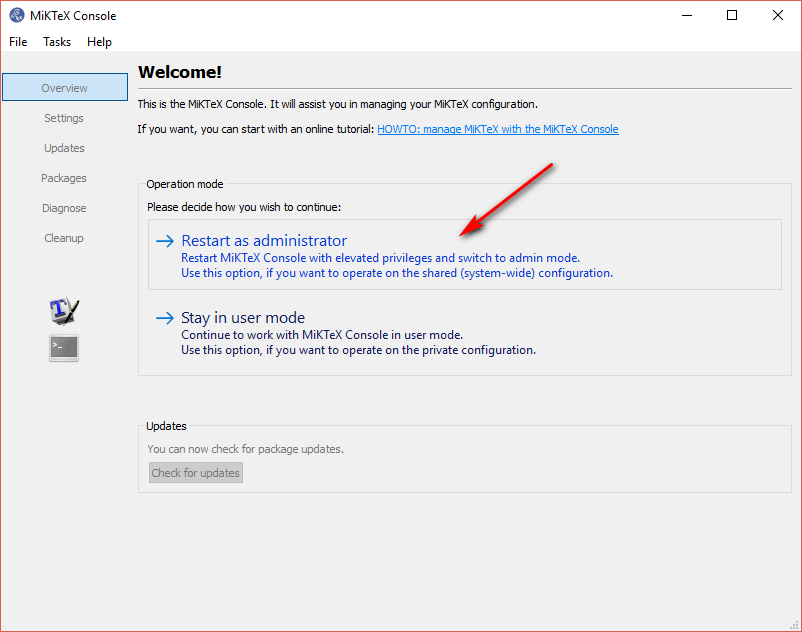 MiKTeX Console
File Tasks Help
Overview
Settings
Updates
Packages
Diagnose
Cleanup
Welcome!
This is the MiKTeX Console. It will assist you in managing your MiKTeX configuration.
If you want, you can start with an online tutorial: HOWTO: manage MiKTeX with the MiKTeX Console
Operation mode
Please decide how you wish to continue:
Restart as administrator
Restart MiKTeX Console with elevated privileges and switch to admin mode.
Use this option, if you want to operate on the shared (system-wide) configuration.
Stay in user mode
Continue to work with MiKTeX Console in user mode.
Use this option, if you want to operate on the private configuration.
Updates
You can now check for package updates.
Check for updates